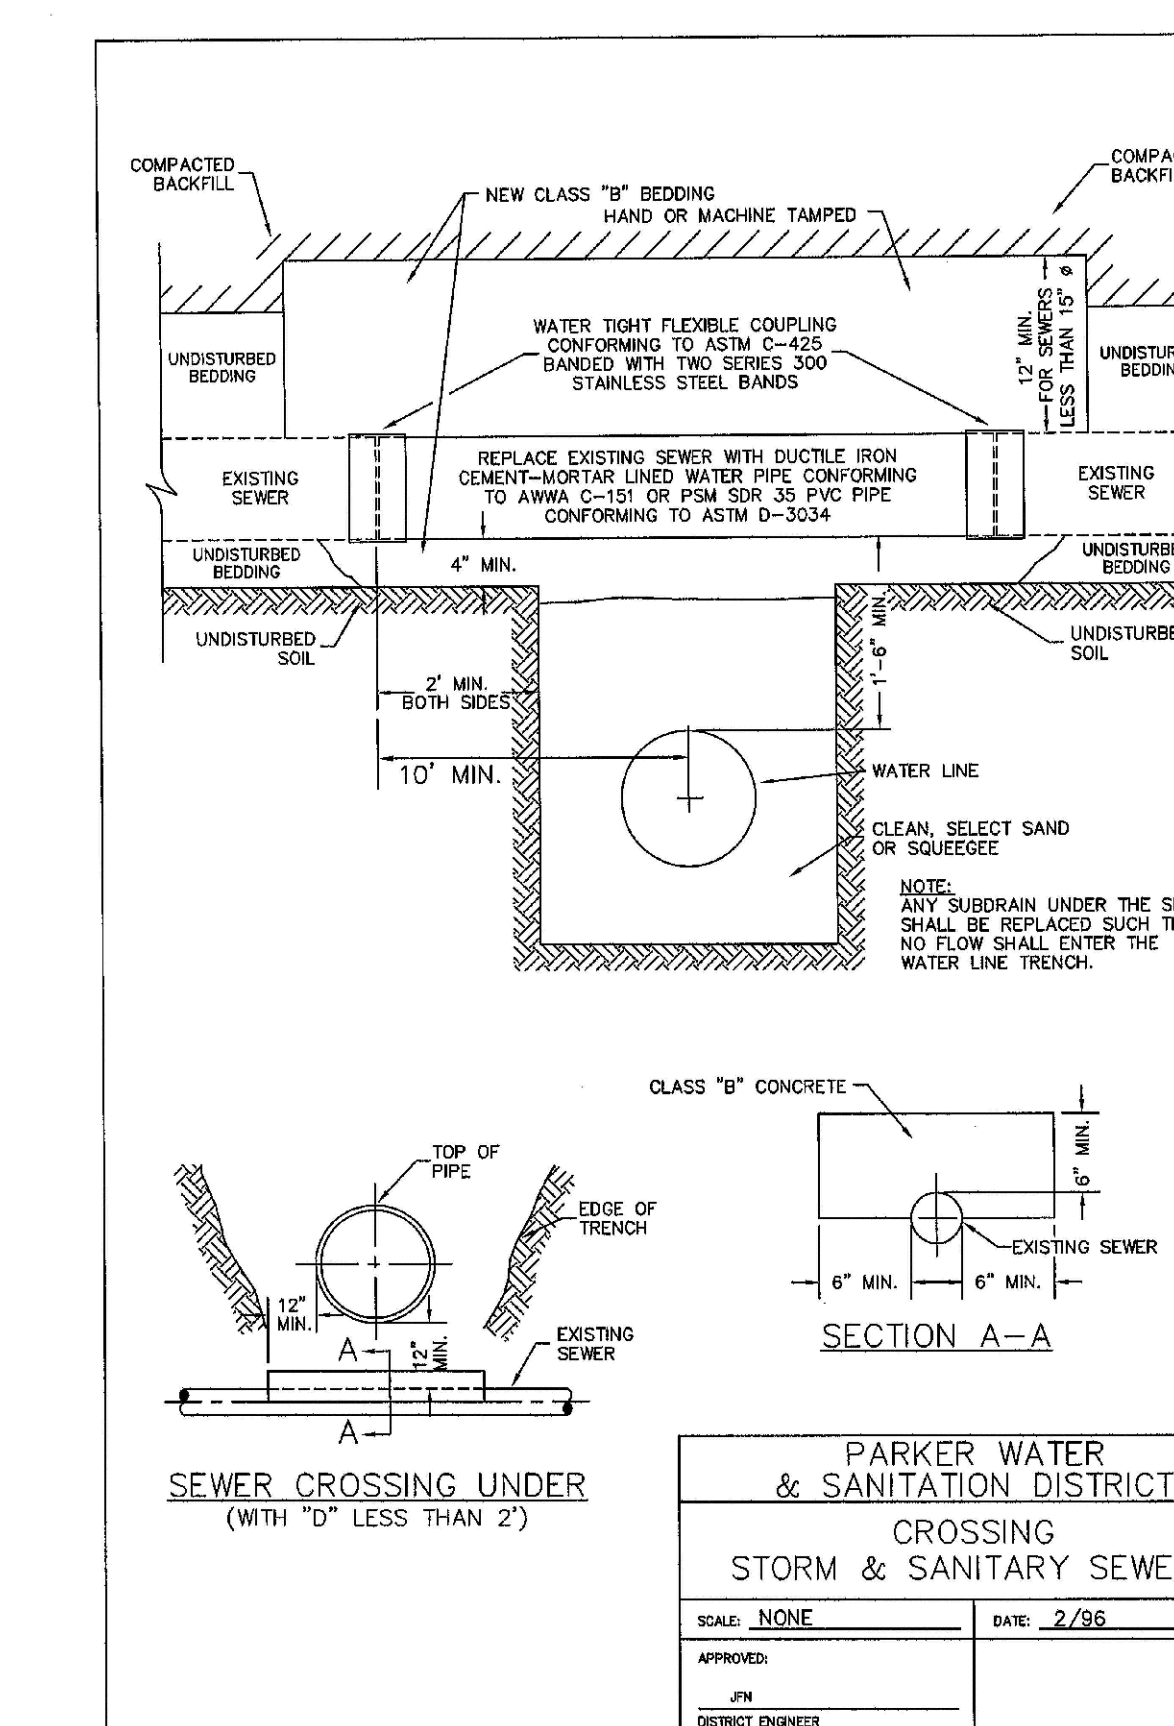 COMPACTED
BACKFILL
NEW CLASS "B" BEDDING
HAND OR MACHINE TAMPED
UNDISTURBED
BEDDING
WATER TIGHT FLEXIBLE COUPLING
CONFORMING TO ASTM C-425
BANDED WITH TWO SERIES 300
STAINLESS STEEL BANDS
12" MIN.
FOR SEWERS
LESS THAN 15" ø
EXISTING
SEWER
REPLACE EXISTING SEWER WITH DUCTILE IRON
CEMENT-MORTAR LINED WATER PIPE CONFORMING
TO AWWA C-151 OR PSM SDR 35 PVC PIPE
CONFORMING TO ASTM D-3034
EXISTING
SEWER
UNDISTURBED
BEDDING
4" MIN.
BEDDING
UNDISTURBED
SOIL
SOIL
2' MIN.
BOTH SIDES
1'-6" MIN.
10' MIN.
WATER LINE
CLEAN, SELECT SAND
OR SQUEEGEE
NOTE:
ANY SUBDRAIN UNDER THE
SHALL BE REPLACED SUCH
NO FLOW SHALL ENTER THE
WATER LINE TRENCH.
CLASS "B" CONCRETE
6" MIN.
EXISTING SEWER
6" MIN.
6" MIN.
SECTION A-A
TOP OF
PIPE
EDGE OF
TRENCH
12"
MIN.
12"
MIN.
EXISTING
SEWER
A
A
SEWER CROSSING UNDER
(WITH "D" LESS THAN 2')
PARKER WATER
& SANITATION DISTRICT
CROSSING
STORM & SANITARY
SCALE: NONE
DATE: 2/96
APPROVED:
JFN
DISTRICT ENGINEER